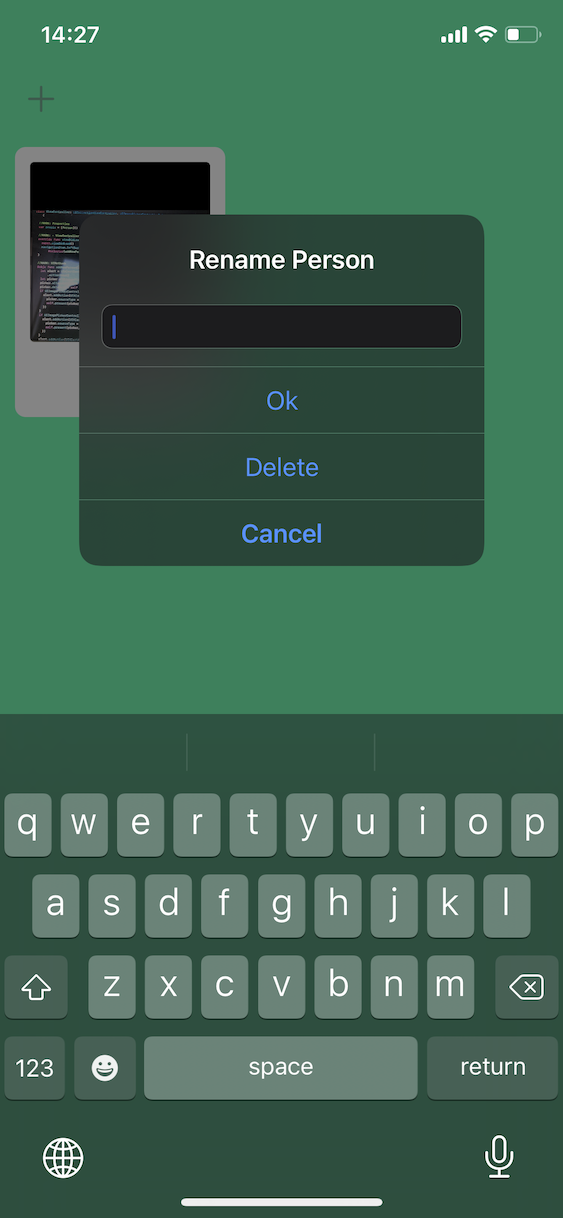 14:27
Rename Person
Ok
Delete
Cancel
q w e r t y u i o p
a s d f g h j k l
z x c v b n m
123 space return